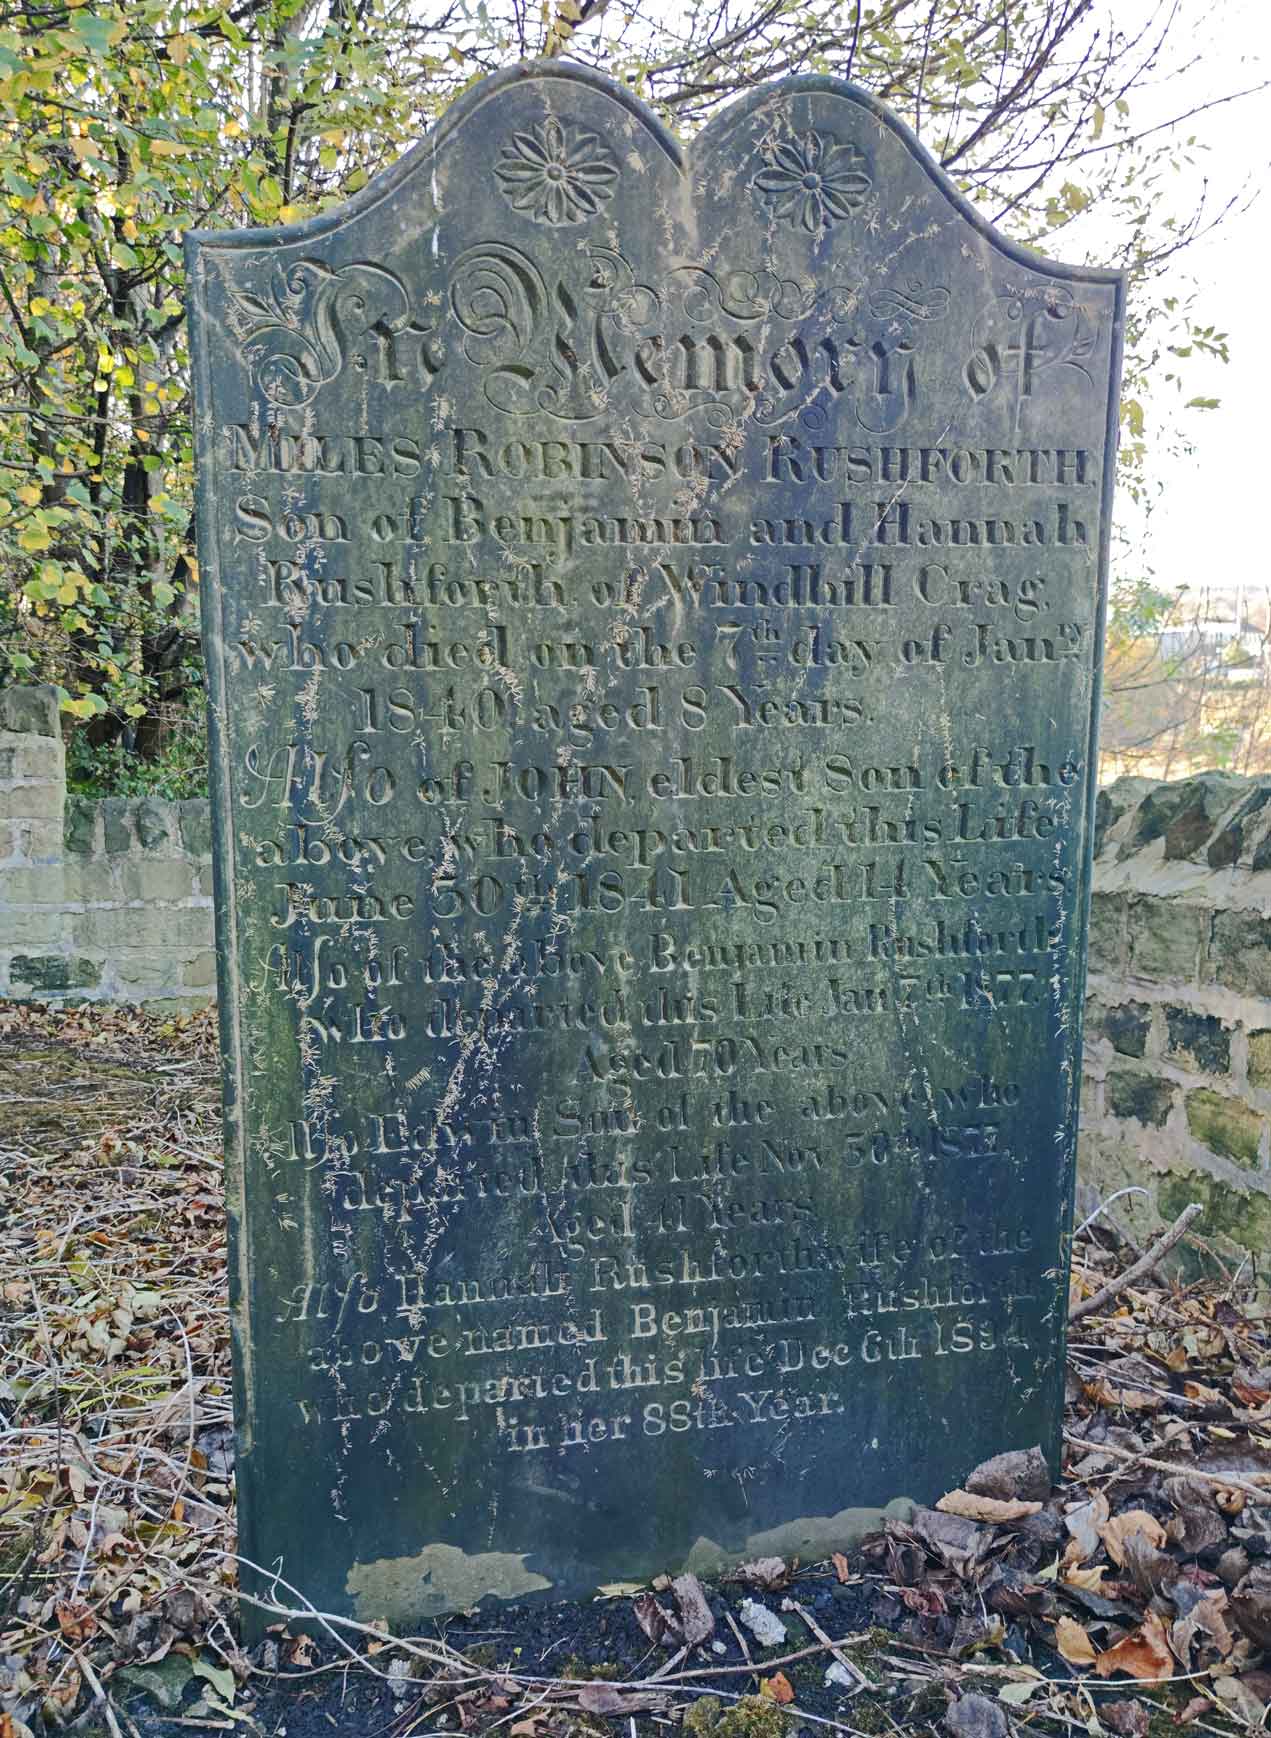 In Memory of
MILES ROBINSON RUSHFORTH,
Son of Benjamin and Hannah
Rushforth, of Windhill Crag,
who died on the 7th day of Janry
1840, aged 8 Years.
Alſo of JOHN, eldest Son of the
above, who departed this Life
June 30th 1841 Aged 14 Years.
Alſo of the above Benjamin Rushforth
who departed this Life Jan 7th 1877,
Aged 70 Years
Alſo Edwin Son of the above, who
departed this Life Nov 30th 1877,
Aged 41 Years
Alſo Hannah Rushforth wife of the
above named Benjamin Rushforth
who departed this life Dec 6th 1894
in her 88th Year.